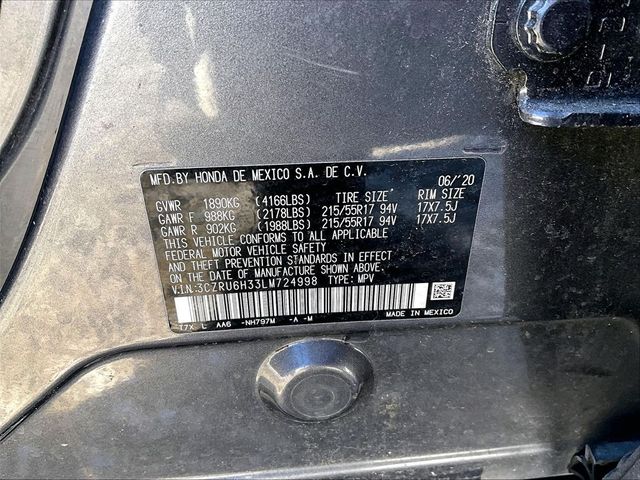 MFD.BY HONDA DE MEXICO S.A. DE C.V. 06/'20
GVWR 1890KG (4166LBS) TIRE SIZE RIM SIZE
GAWR F 988KG (2178LBS) 215/55R17 94V 17X7.5J
GAWR R 902KG (1988LBS) 215/55R17 94V 17X7.5J
THIS VEHICLE CONFORMS TO ALL APPLICABLE
FEDERAL MOTOR VEHICLE SAFETY
AND THEFT PREVENTION STANDARDS IN EFFECT
ON THE DATE OF MANUFACTURE SHOWN ABOVE.
V.I.N:3CZRU6H33LM724998 TYPE: MPV
T7X L AA6 -NH797M -A -M MADE IN MEXICO